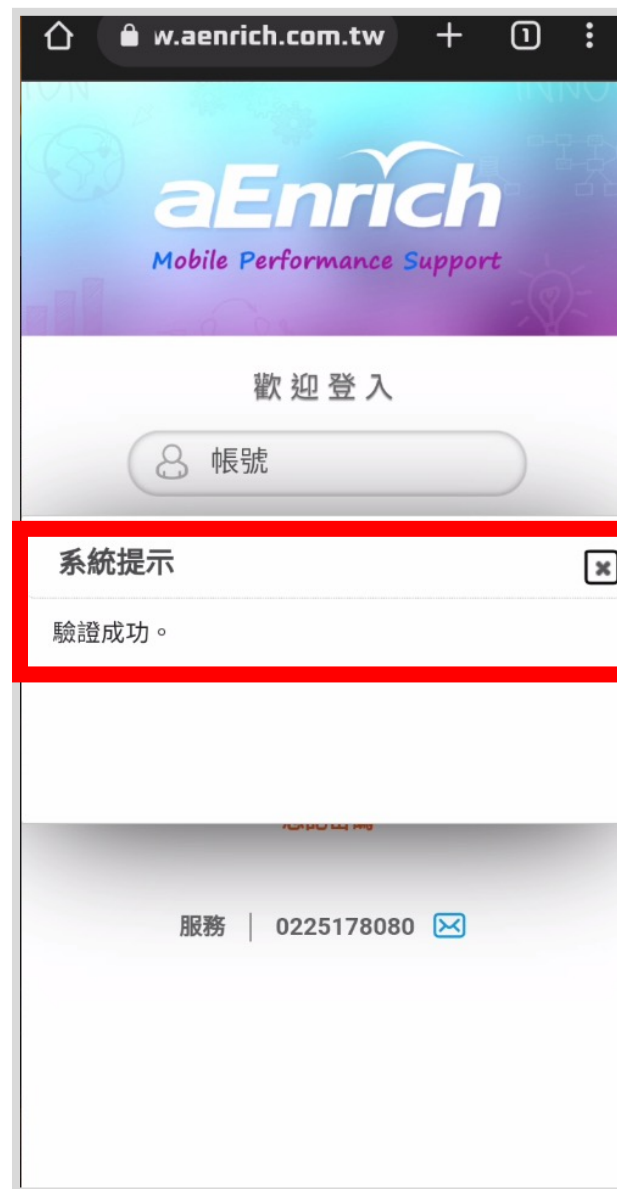 w.aenrich.com.tw
1
aEnrich
Mobile Performance Support
歡迎登入
帳號
系統提示
驗證成功。
服務 | 0225178080